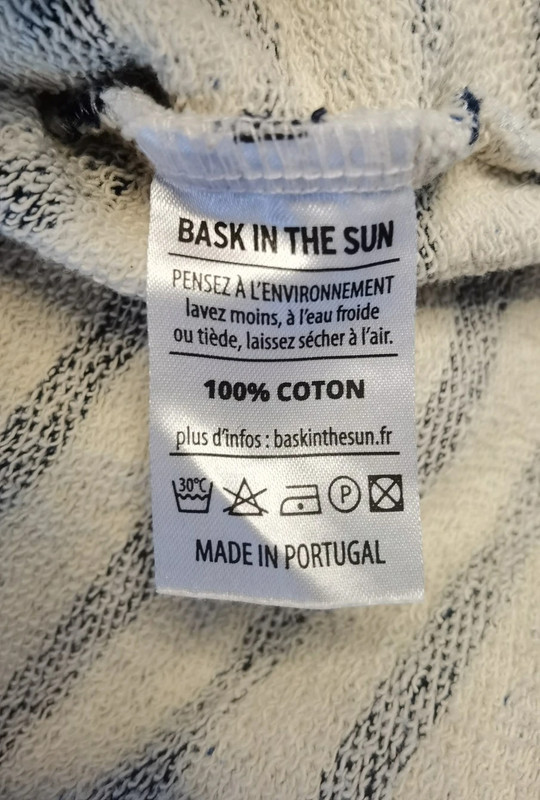 BASK IN THE SUN
PENSEZ À L'ENVIRONNEMENT
lavez moins, à l'eau froide
ou tiède, laissez sécher à l'air.
100% COTON
plus d'infos : baskinthesun.fr
30°C P
MADE IN PORTUGAL